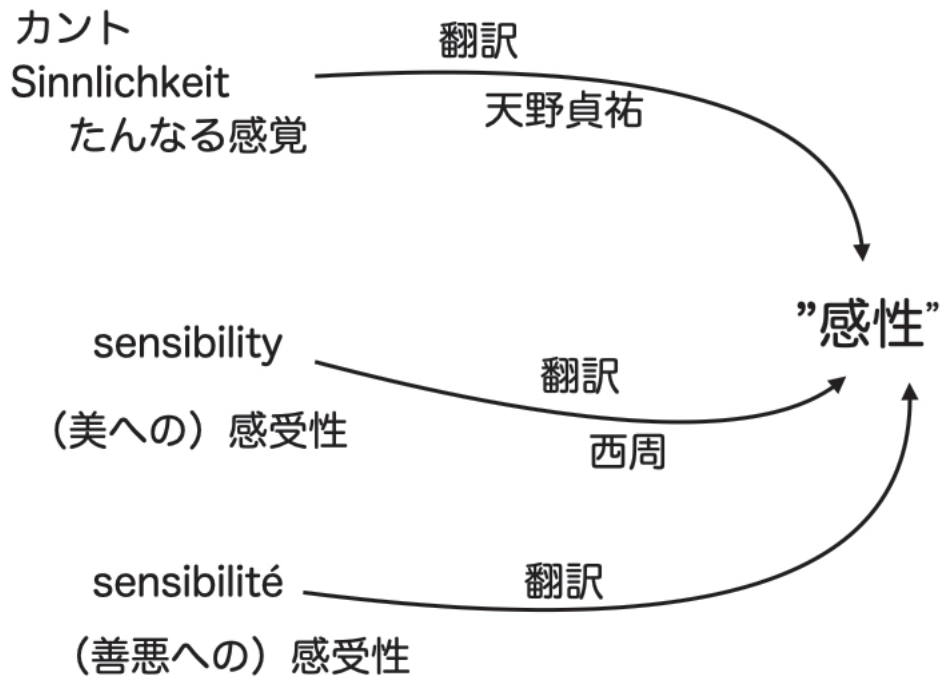 カント
Sinnlichkeit
たんなる感覚
翻訳
天野貞祐
”感性”
sensibility
（美への）感受性
翻訳
西周
sensibilité
（善悪への）感受性
翻訳